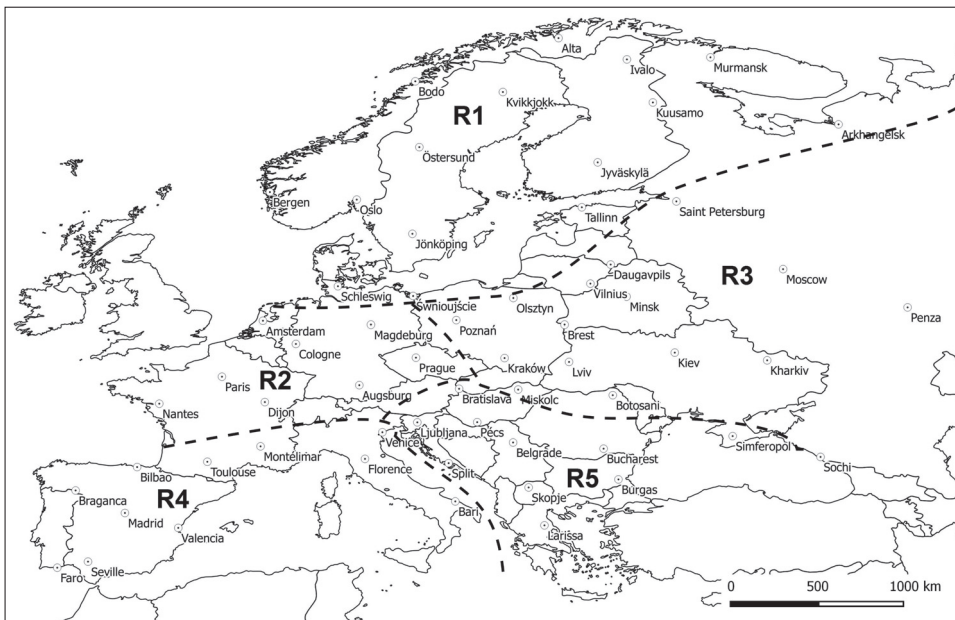 Alta
Ivalo
Murmansk
Bodo
Kvikkjokk
R1
Kuusamo
Arkhangelsk
Östersund
Jyväskylä
Bergen
Oslo
Tallinn
Saint Petersburg
Jönköping
Daugavpils
R3
Moscow
Schleswig
Swnioujście
Vilnius
Olsztyn
Minsk
Penza
Amsterdam
Magdeburg
Poznań
Brest
Cologne
Prague
Kraków
Lviv
Kiev
Kharkiv
Paris
R2
Augsburg
Bratislava
Miskolc
Botosani
Nantes
Dijon
Ljubljana
Pécs
Venice
Simferopol
Montélimar
Belgrade
Bucharest
Toulouse
Florence
Split
Sochi
Bilbao
R4
Skopje
R5
Burgas
Braganca
Madrid
Bari
Valencia
Larissa
Faro
Seville
0 500 1000 km